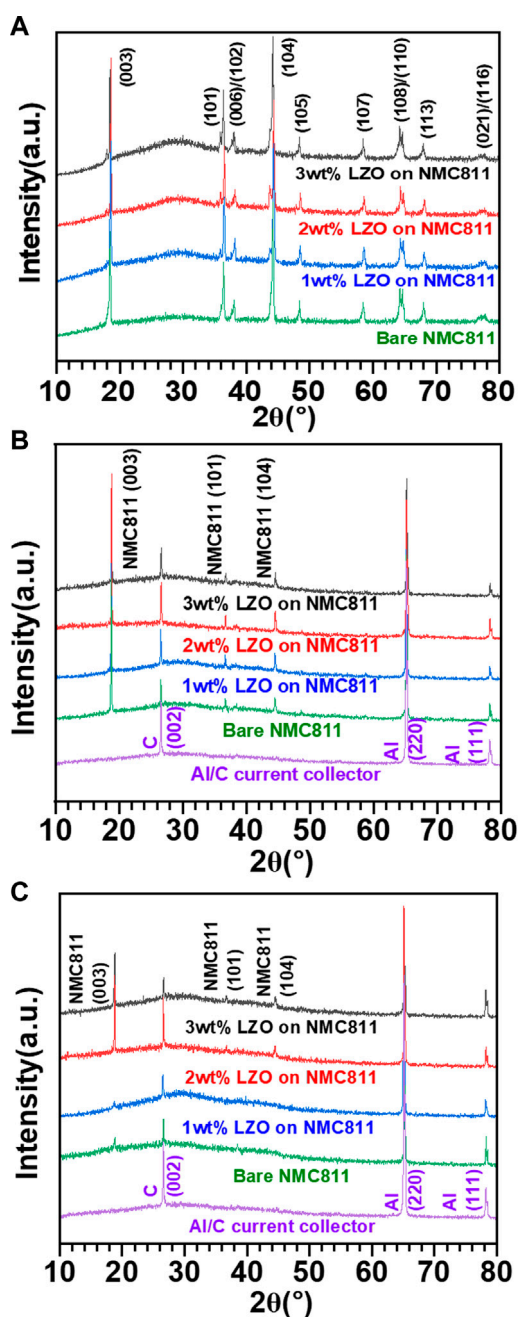 A
Intensity(a.u.)
(003)
(101)
(006)/(102)
(104)
(105)
(107)
(108)/(110)
(113)
(021)/(116)
3wt% LZO on NMC811
2wt% LZO on NMC811
1wt% LZO on NMC811
Bare NMC811
10 20 30 40 50 60 70 80
2θ(°)
B
Intensity(a.u.)
NMC811 (003)
NMC811 (101)
NMC811 (104)
3wt% LZO on NMC811
2wt% LZO on NMC811
1wt% LZO on NMC811
Bare NMC811
C
(002)
Al
(220)
Al
(111)
Al/C current collector
10 20 30 40 50 60 70 80
2θ(°)
C
Intensity(a.u.)
NMC811
(003)
NMC811
(101)
NMC811
(104)
3wt% LZO on NMC811
2wt% LZO on NMC811
1wt% LZO on NMC811
Bare NMC811
C
(002)
Al
(220)
Al
(111)
Al/C current collector
10 20 30 40 50 60 70 80
2θ(°)